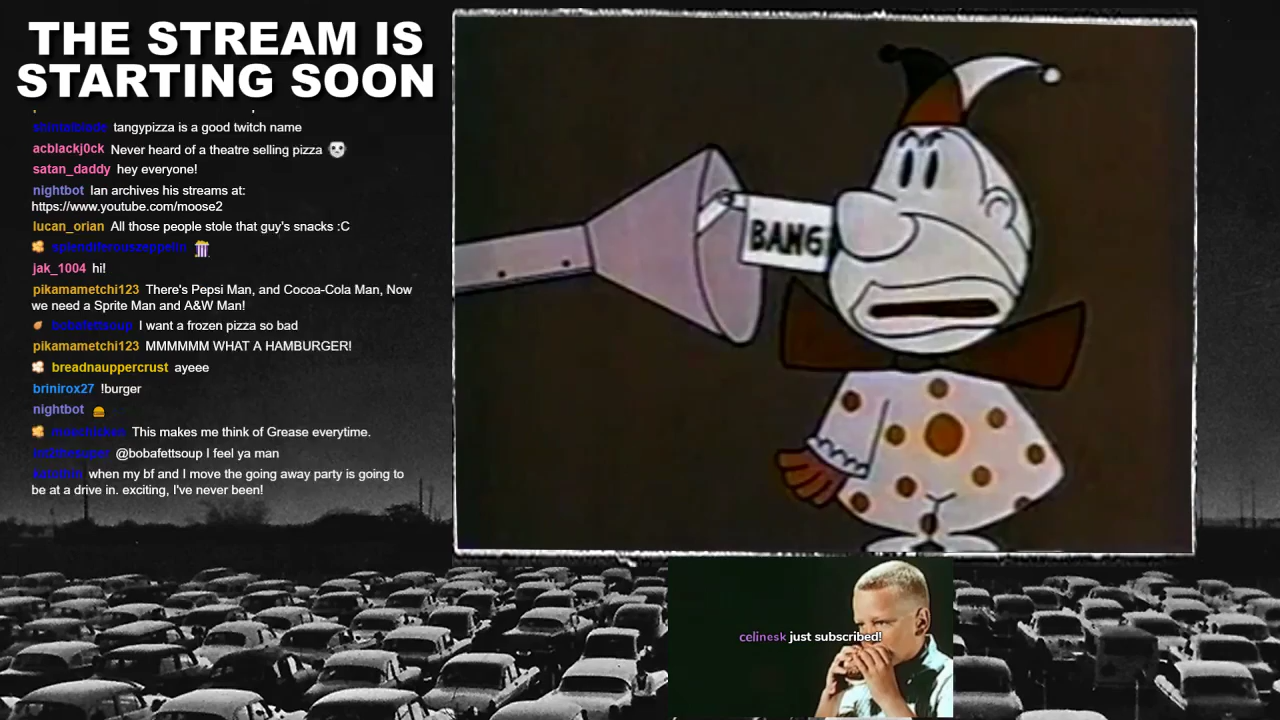 THE STREAM IS
STARTING SOON
tangypizza is a good twitch name
acblackj0ck Never heard of a theatre selling pizza
satan_daddy hey everyone!
nightbot Ian archives his streams at:
https://www.youtube.com/moose2
lucan_orian All those people stole that guy's snacks :C
splendiferouszeppelin
jak_1004 hi!
pikamametchi123 There's Pepsi Man, and Cocoa-Cola Man, Now
we need a Sprite Man and A&W Man!
bobafettsoup I want a frozen pizza so bad
pikamametchi123 MMMMMM WHAT A HAMBURGER!
breadnauppercrust ayeee
brinirox27 !burger
nightbot
This makes me think of Grease everytime.
@bobafettsoup I feel ya man
when my bf and I move the going away party is going to
be at a drive in. exciting, I've never been!
BANG
celinesk just subscribed!